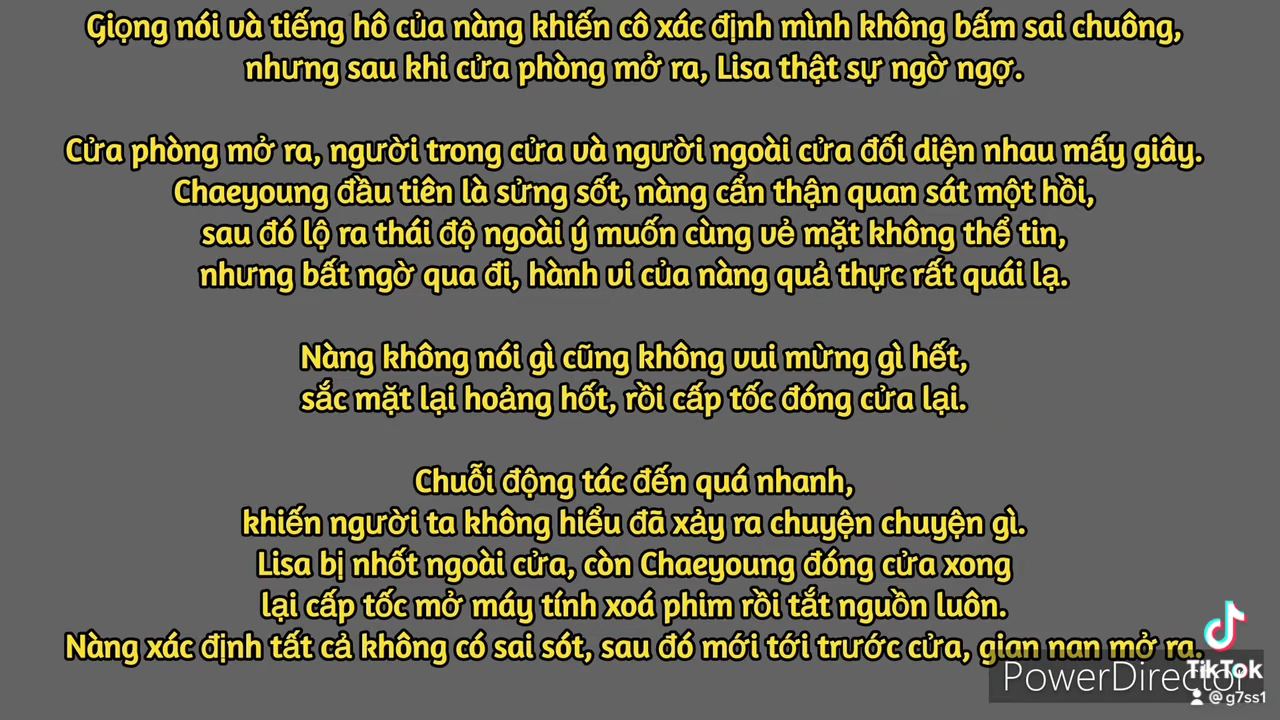 Giọng nói và tiếng hô của nàng khiến cô xác định mình không bấm sai chuông,
nhưng sau khi cửa phòng mở ra, Lisa thật sự ngờ ngợ.
Cửa phòng mở ra, người trong cửa và người ngoài cửa đối diện nhau mấy giây.
Chaeyoung đầu tiên là sửng sốt, nàng cẩn thận quan sát một hồi,
sau đó lộ ra thái độ ngoài ý muốn cùng vẻ mặt không thể tin,
nhưng bất ngờ qua đi, hành vi của nàng quả thực rất quái lạ.
Nàng không nói gì cũng không vui mừng gì hết,
sắc mặt lại hoảng hốt, rồi cấp tốc đóng cửa lại.
Chuỗi động tác đến quá nhanh,
khiến người ta không hiểu đã xảy ra chuyện chuyện gì.
Lisa bị nhốt ngoài cửa, còn Chaeyoung đóng cửa xong
lại cấp tốc mở máy tính xoá phim rồi tắt nguồn luôn.
Nàng xác định tất cả không có sai sót, sau đó mới tới trước cửa, gian nan mở ra.
PowerDirector
TikTok
@g7ss1